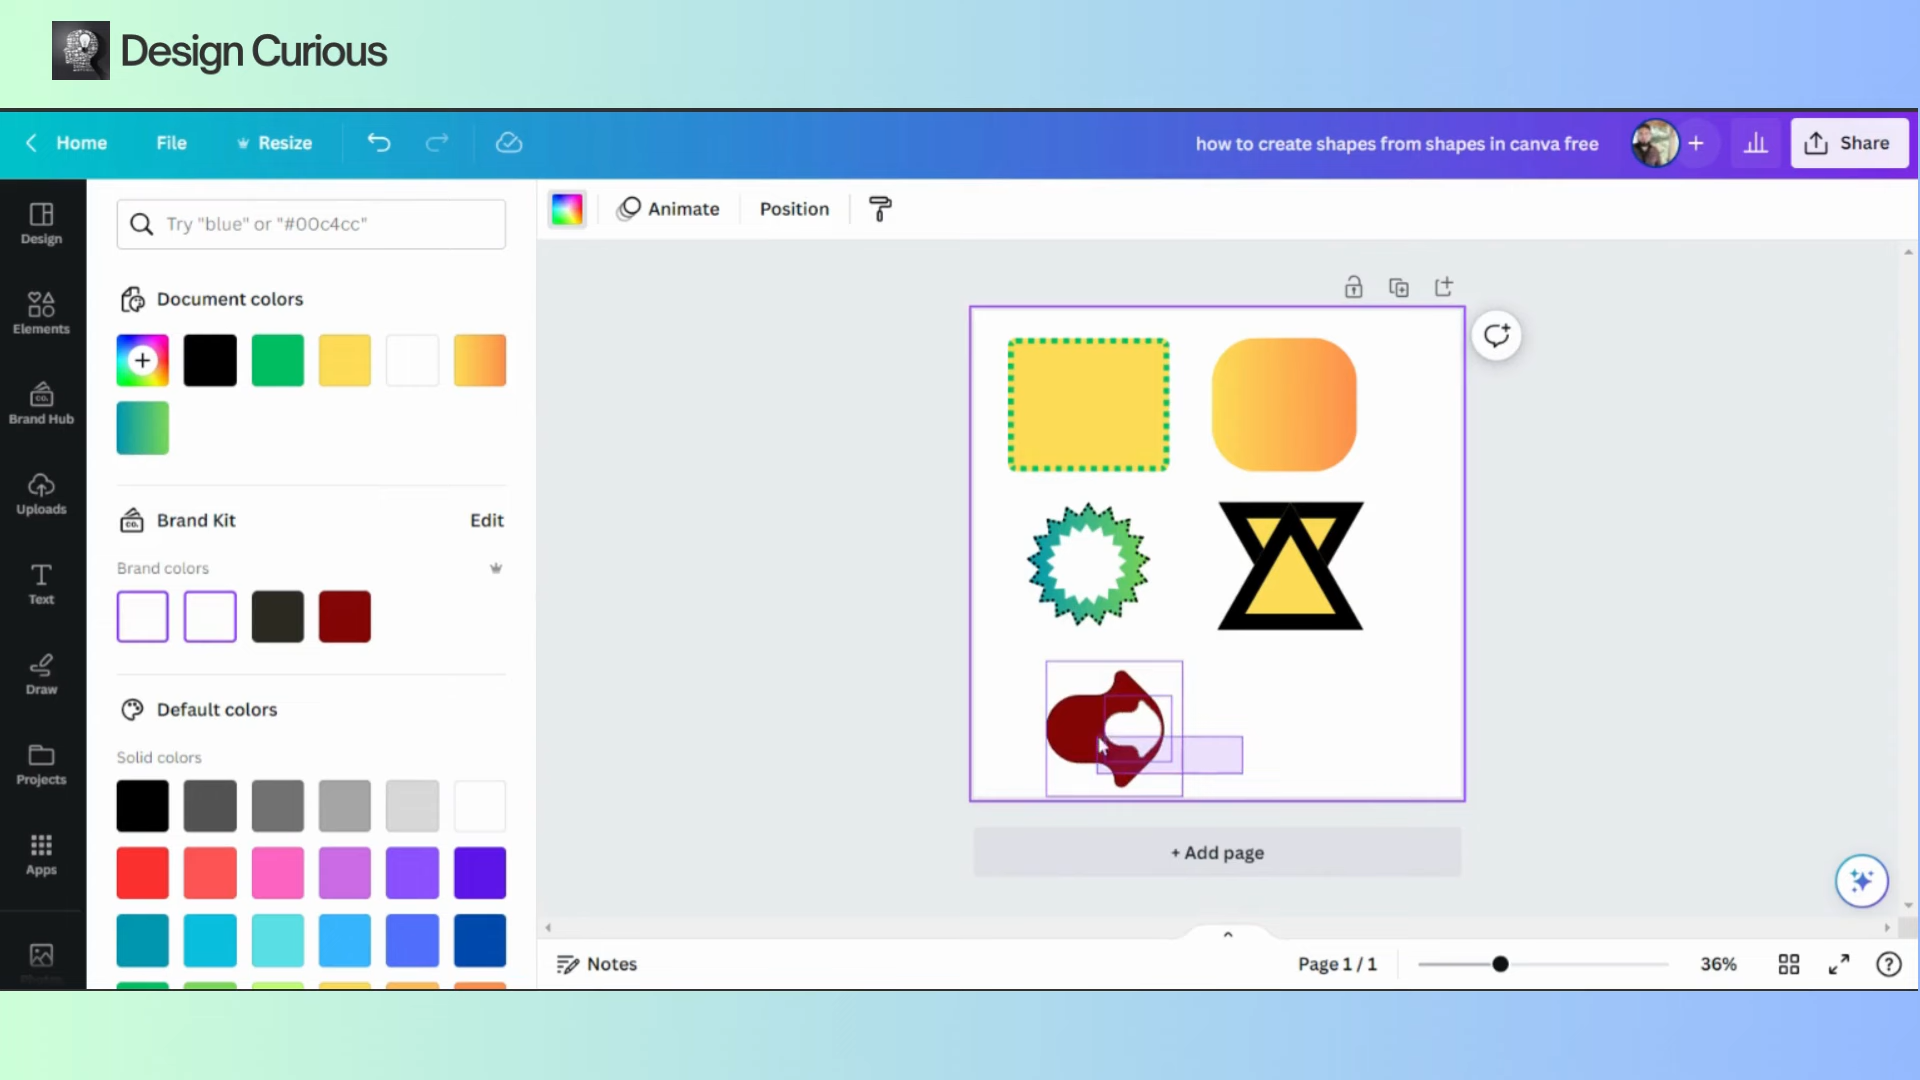 Design Curious
Home File Resize how to create shapes from shapes in canva free + Share
Design
Elements
Brand Hub
Uploads
Text
Draw
Projects
Apps
Try "blue" or "#00c4cc"
Document colors
Brand Kit Edit
CO.
Brand colors
Default colors
Solid colors
Animate Position
+ Add page
Notes Page 1 / 1 36%